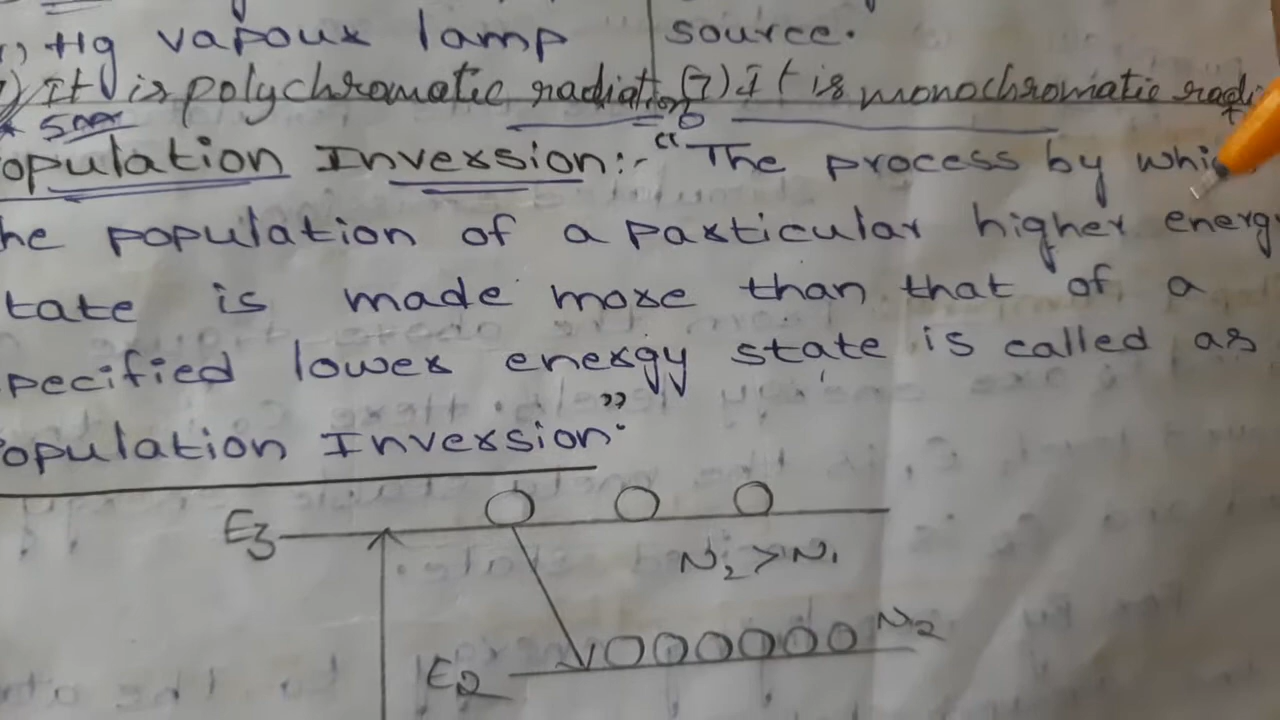 ) Hg vapour lamp source.
) It is polychromatic radiation (7) It is monochromatic radi
opulation Inversion:- "The process by whi
he population of a particular higher energ
tate is made more than that of a
pecified lower energy state is called as
opulation Inversion"
E3
N2 > N1
N2
E2